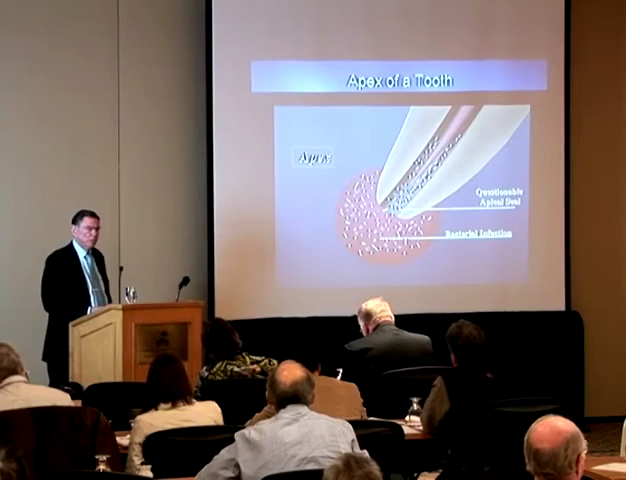 Apex of a Tooth
Apex
Questionable
Apical Seal
Bacterial Infection